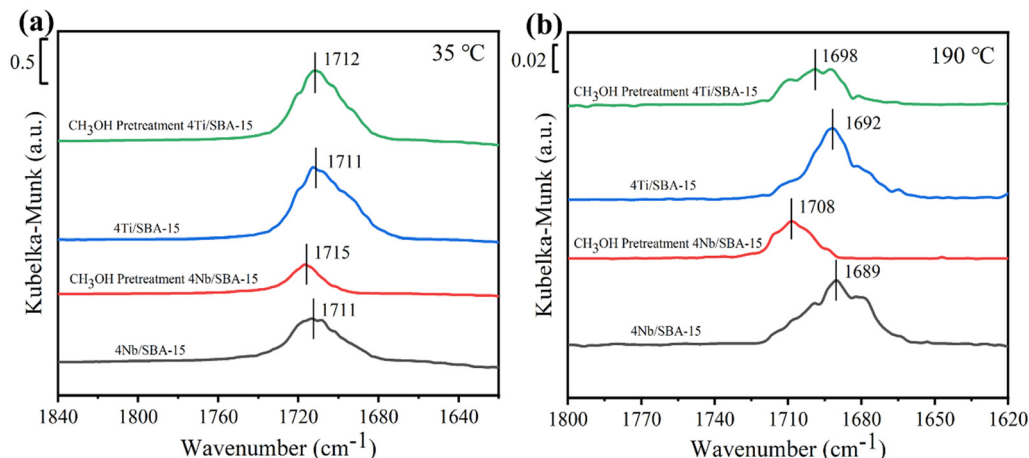 (a)
0.5
35 ℃
1712
CH₃OH Pretreatment 4Ti/SBA-15
1711
4Ti/SBA-15
1715
CH₃OH Pretreatment 4Nb/SBA-15
1711
4Nb/SBA-15
Kubelka-Munk (a.u.)
1840 1800 1760 1720 1680 1640
Wavenumber (cm⁻¹)
(b)
0.02
190 ℃
1698
CH₃OH Pretreatment 4Ti/SBA-15
1692
4Ti/SBA-15
1708
CH₃OH Pretreatment 4Nb/SBA-15
1689
4Nb/SBA-15
Kubelka-Munk (a.u.)
1800 1770 1740 1710 1680 1650 1620
Wavenumber (cm⁻¹)